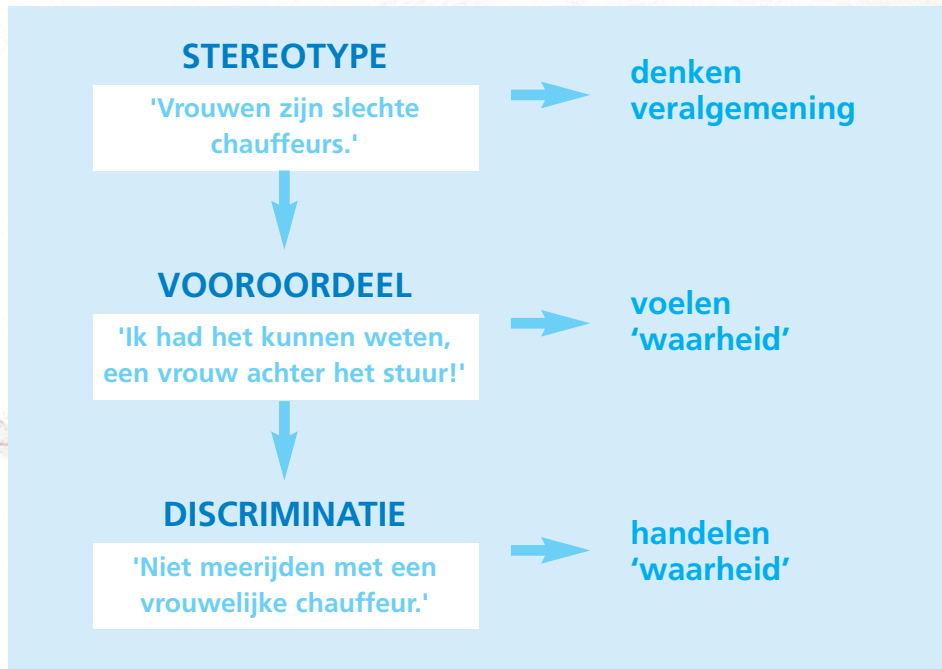 STEREOTYPE
'Vrouwen zijn slechte
chauffeurs.'
denken
veralgemening
VOOROORDEEL
'Ik had het kunnen weten,
een vrouw achter het stuur!'
voelen
‘waarheid’
DISCRIMINATIE
'Niet meerijden met een
vrouwelijke chauffeur.'
handelen
‘waarheid’